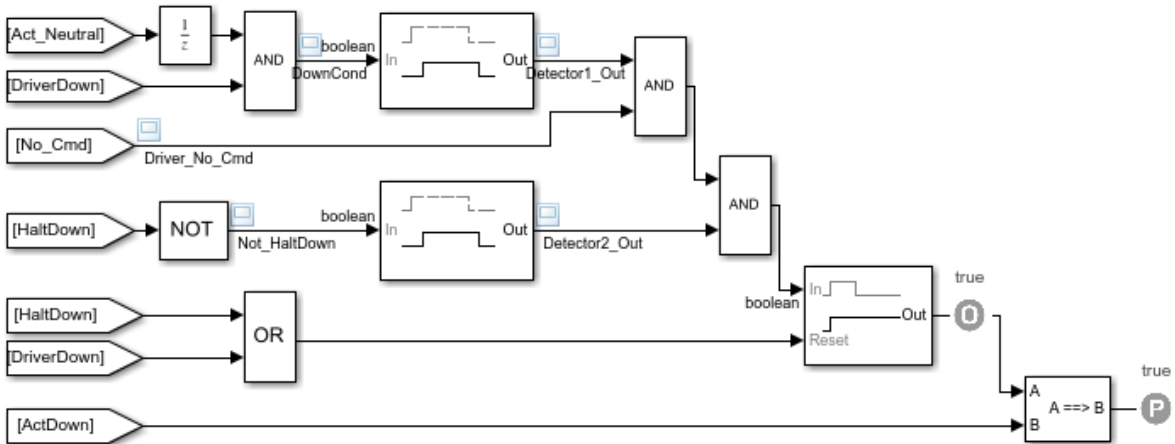 [Act_Neutral]
1
z
AND
boolean
DownCond
In
Out
Detector1_Out
[DriverDown]
AND
[No_Cmd]
Driver_No_Cmd
AND
[HaltDown]
NOT
boolean
Not_HaltDown
In
Out
Detector2_Out
[HaltDown]
[DriverDown]
OR
boolean
In
Reset
Out
true
O
[ActDown]
A
B
A ==> B
true
P